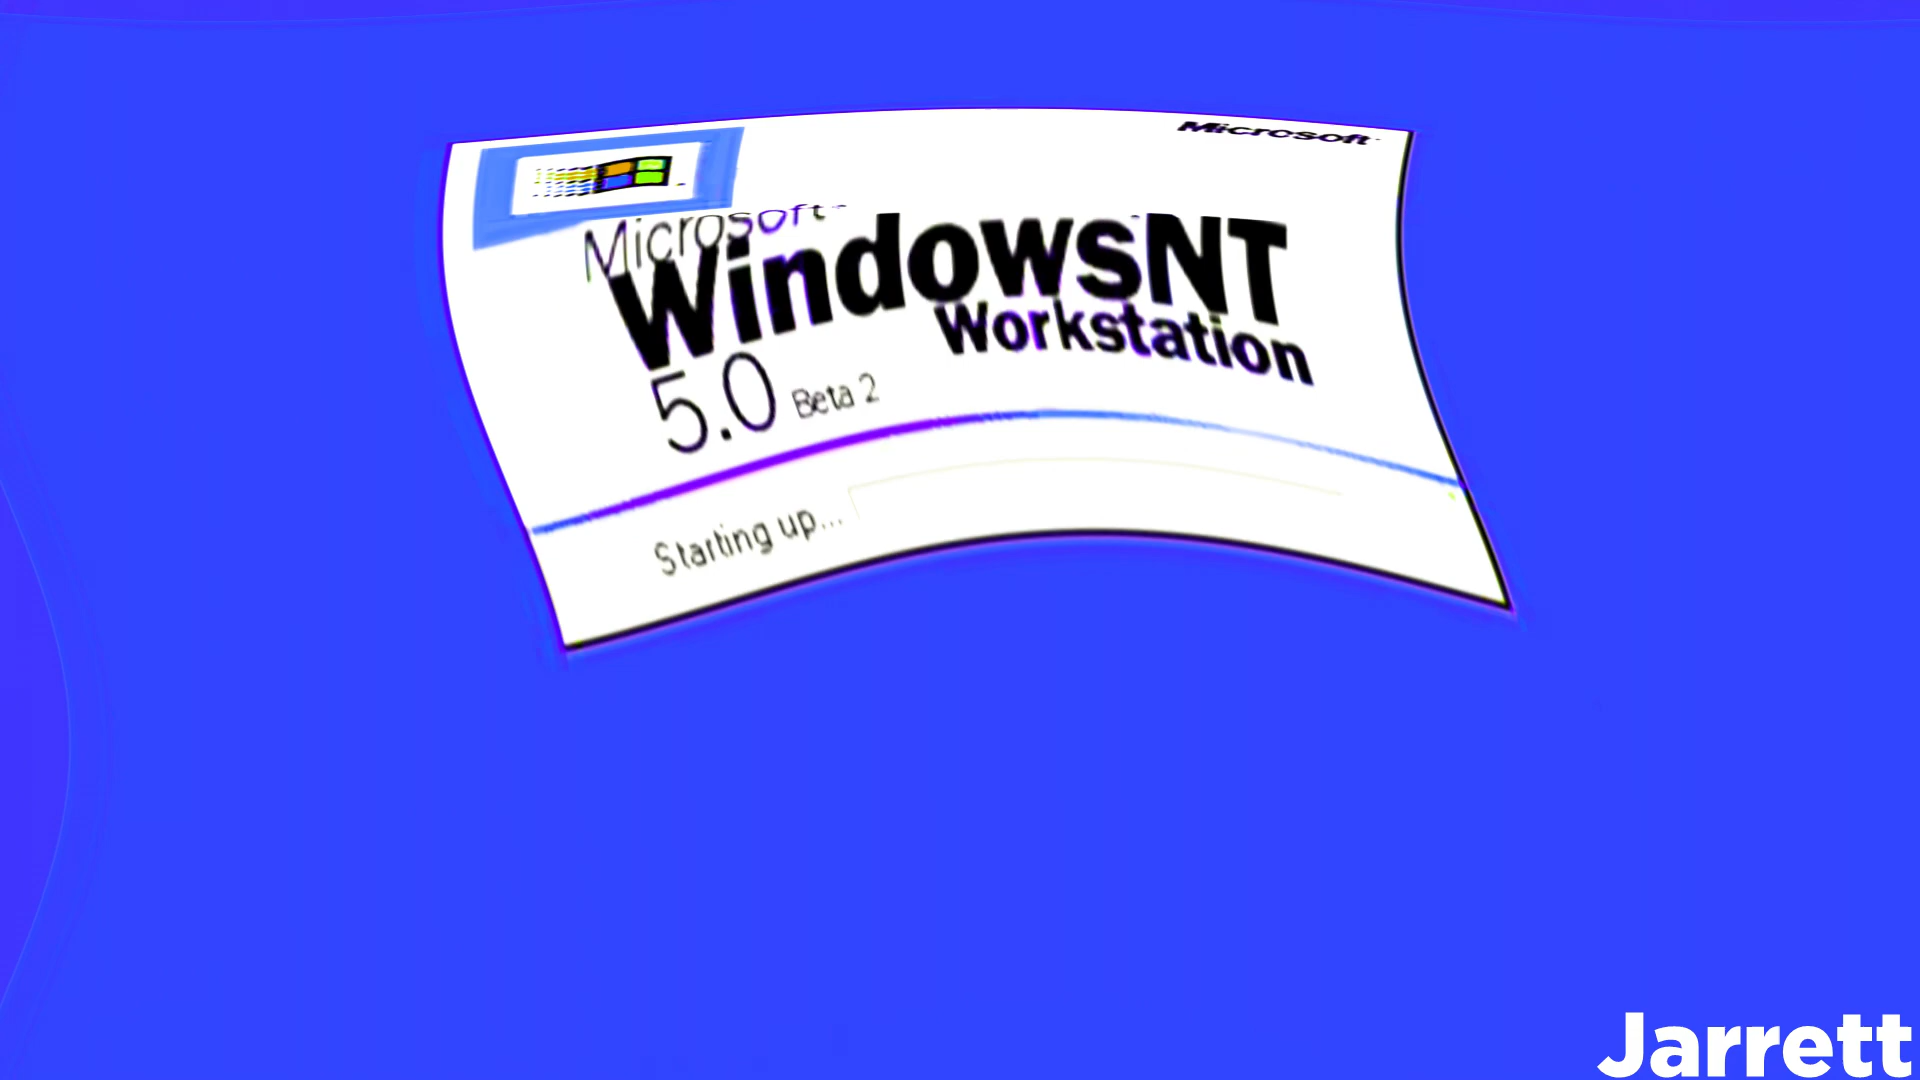 Microsoft
Microsoft
WindowsNT
Workstation
5.0 Beta 2
Starting up...
Jarrett